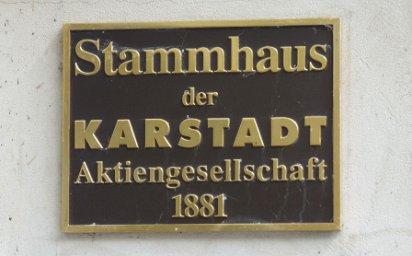 Stammhaus
der
KARSTADT
Aktiengesellschaft
1881